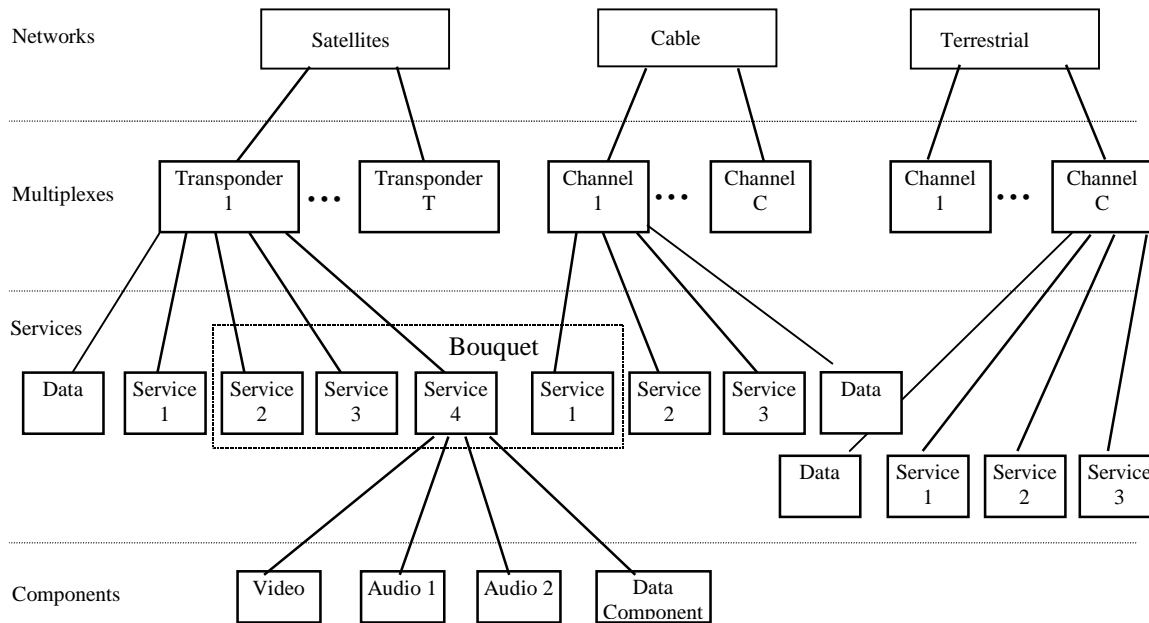 Networks
Satellites
Cable
Terrestrial
Multiplexes
Transponder
1
•••
Transponder
T
Channel
1
•••
Channel
C
Channel
1
•••
Channel
C
Services
Bouquet
Data
Service
1
Service
2
Service
3
Service
4
Service
1
Service
2
Service
3
Data
Data
Service
1
Service
2
Service
3
Components
Video
Audio 1
Audio 2
Data
Component